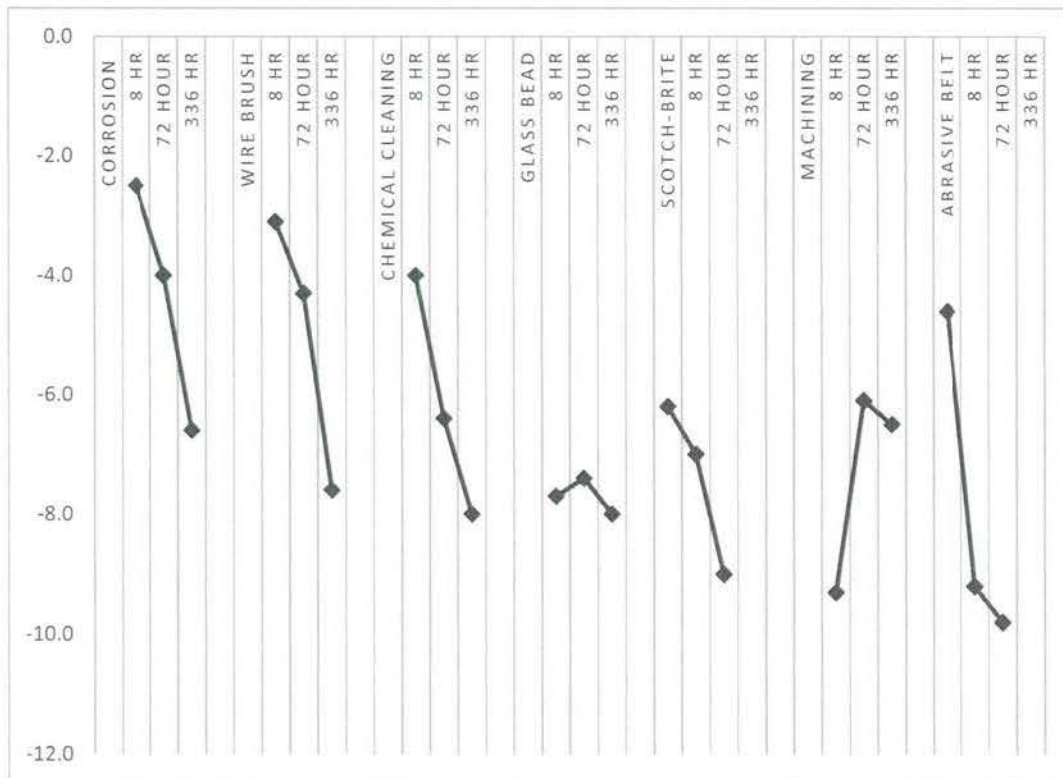 0.0
-2.0
-4.0
-6.0
-8.0
-10.0
-12.0
CORROSION
8 HR
72 HOUR
336 HR
WIRE BRUSH
8 HR
72 HOUR
336 HR
CHEMICAL CLEANING
8 HR
72 HOUR
336 HR
GLASS BEAD
8 HR
72 HOUR
336 HR
SCOTCH-BRITE
8 HR
72 HOUR
336 HR
MACHINING
8 HR
72 HOUR
336 HR
ABRASIVE BELT
8 HR
72 HOUR
336 HR